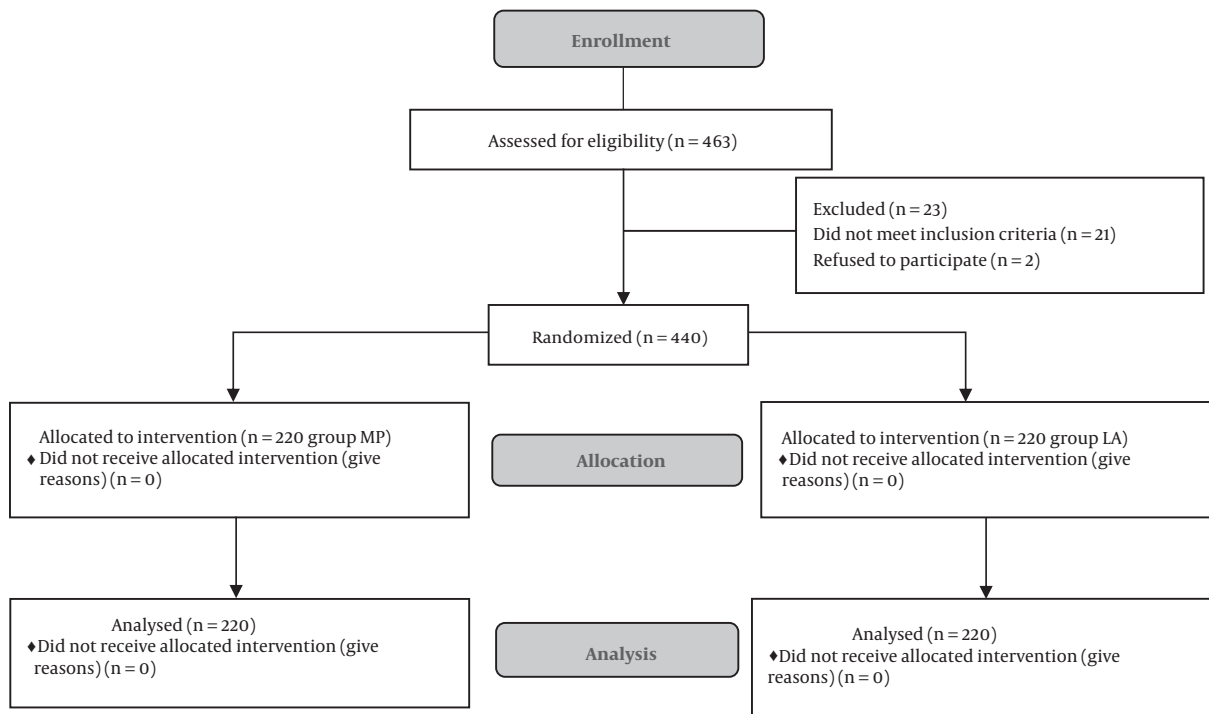 Enrollment
Assessed for eligibility (n = 463)
Excluded (n = 23)
Did not meet inclusion criteria (n = 21)
Refused to participate (n = 2)
Randomized (n = 440)
Allocated to intervention (n = 220 group MP)
♦ Did not receive allocated intervention (give
reasons) (n = 0)
Allocation
Allocated to intervention (n = 220 group LA)
♦Did not receive allocated intervention (give
reasons) (n = 0)
Analysed (n = 220)
♦Did not receive allocated intervention (give
reasons) (n = 0)
Analysis
Analysed (n = 220)
♦Did not receive allocated intervention (give
reasons) (n = 0)